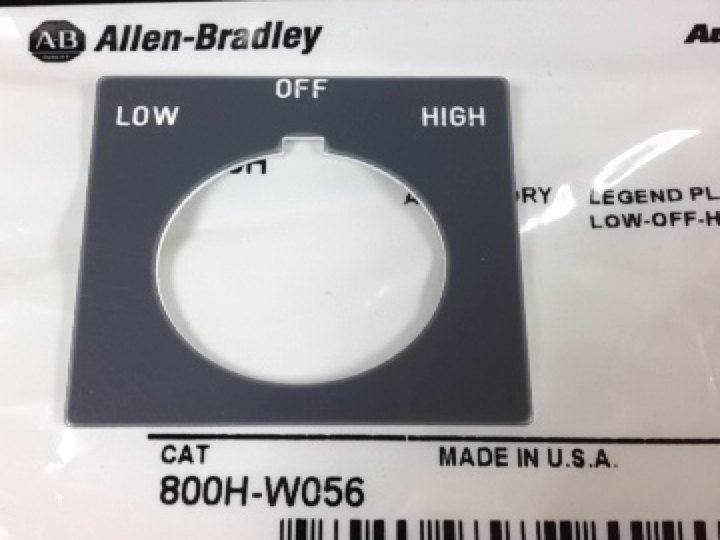 AB Allen-Bradley
OFF
LOW HIGH
LEGEND PL
LOW-OFF-H
CAT MADE IN U.S.A.
800H-W056